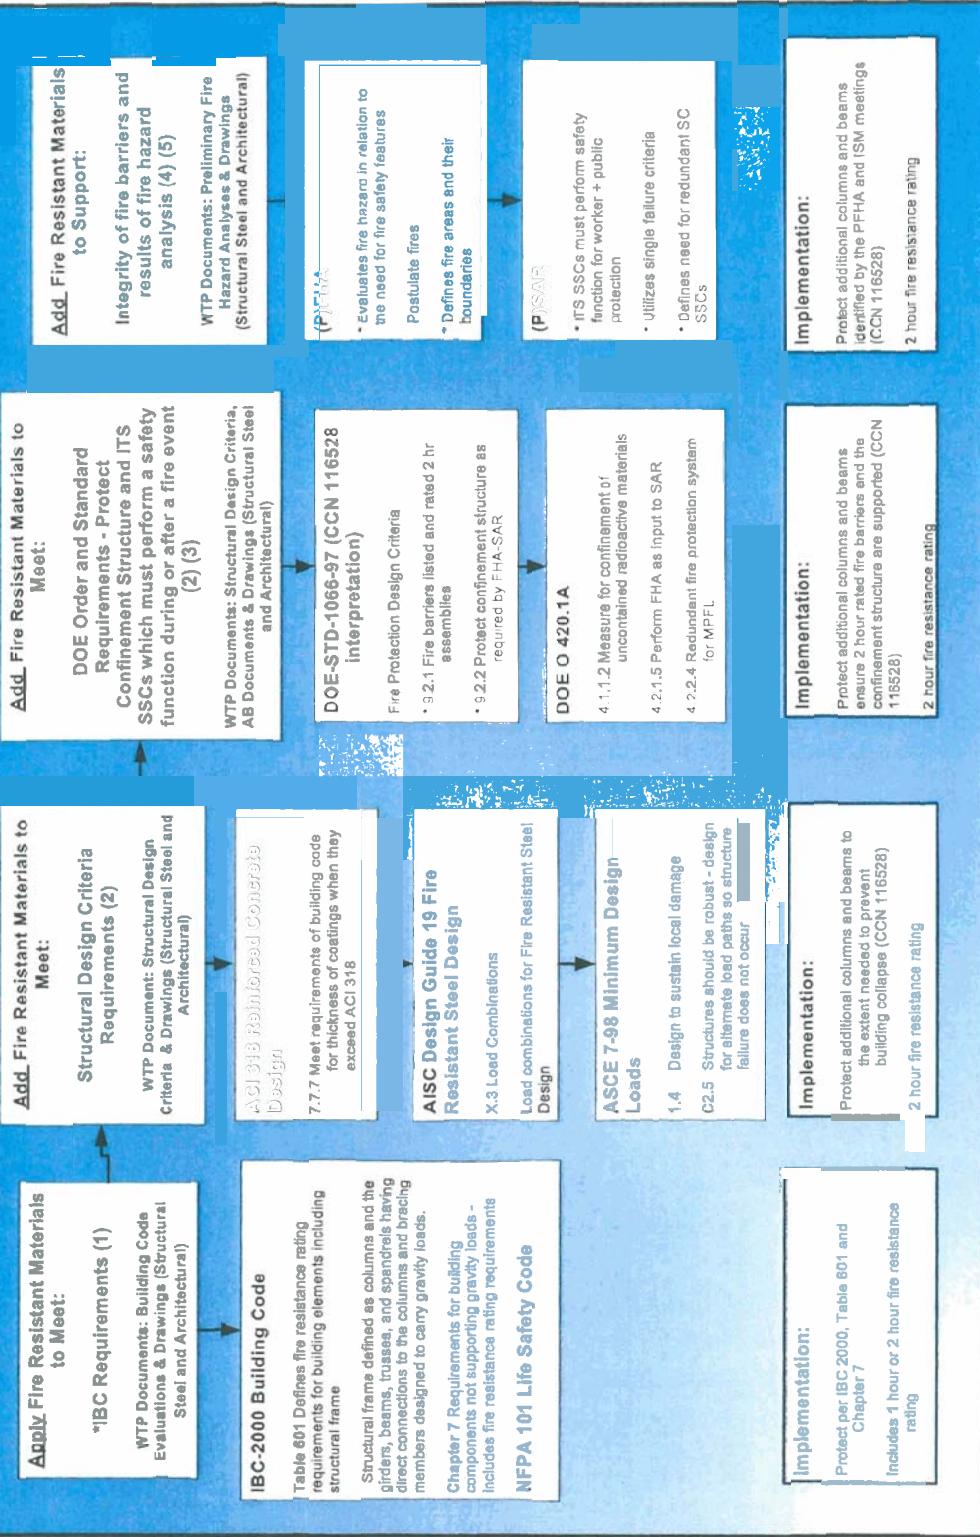 Apply Fire Resistant Materials
to Meet:
*IBC Requirements (1)
WTP Documents: Building Code
Evaluations & Drawings (Structural
Steel and Architectural)
IBC-2000 Building Code
Table 601 Defines fire resistance rating
requirements for building elements including
structural frame
Structural frame defined as columns and the
girders, beams, trusses, and spandrels having
direct connections to the columns and bracing
members designed to carry gravity loads.
Chapter 7 Requirements for building
components not supporting gravity loads -
includes fire resistance rating requirements
NFPA 101 Life Safety Code
Implementation:
Protect per IBC 2000, Table 601 and
Chapter 7
Includes 1 hour or 2 hour fire resistance
rating
Add Fire Resistant Materials to
Meet:
Structural Design Criteria
Requirements (2)
WTP Document: Structural Design
Criteria & Drawings (Structural Steel and
Architectural)
ACI 318 Reinforced Concrete
Design
7.7.7 Meet requirements of building code
for thickness of coatings when they
exceed ACI 318
AISC Design Guide 19 Fire
Resistant Steel Design
X.3 Load Combinations
Load combinations for Fire Resistant Steel
Design
ASCE 7-98 Minimum Design
Loads
1.4 Design to sustain local damage
C2.5 Structures should be robust - design
for alternate load paths so structure
failure does not occur
Implementation:
Protect additional columns and beams to
the extent needed to prevent
building collapse (CCN 116528)
2 hour fire resistance rating
Add Fire Resistant Materials to
Meet:
DOE Order and Standard
Requirements - Protect
Confinement Structure and ITS
SSCs which must perform a safety
function during or after a fire event
(2) (3)
WTP Documents: Structural Design Criteria,
AB Documents & Drawings (Structural Steel
and Architectural)
DOE-STD-1066-97 (CCN 116528
interpretation)
Fire Protection Design Criteria
• 9.2.1 Fire barriers listed and rated 2 hr
assemblies
• 9.2.2 Protect confinement structure as
required by FHA-SAR
DOE O 420.1A
4.1.1.2 Measure for confinement of
uncontained radioactive materials
4.2.1.5 Perform FHA as input to SAR
4.2.2.4 Redundant fire protection system
for MPFL
Implementation:
Protect additional columns and beams
ensure 2 hour rated fire barriers and the
confinement structure are supported (CCN
116528)
2 hour fire resistance rating
Add Fire Resistant Materials
to Support:
Integrity of fire barriers and
results of fire hazard
analysis (4) (5)
WTP Documents: Preliminary Fire
Hazard Analyses & Drawings
(Structural Steel and Architectural)
(P)FHA
• Evaluates fire hazard in relation to
the need for fire safety features
Postulate fires
• Defines fire areas and their
boundaries
(P)SAR
• ITS SSCs must perform safety
function for worker + public
protection
• Utilizes single failure criteria
• Defines need for redundant SC
SSCs
Implementation:
Protect additional columns and beams
identified by the PFHA and ISM meetings
(CCN 116528)
2 hour fire resistance rating